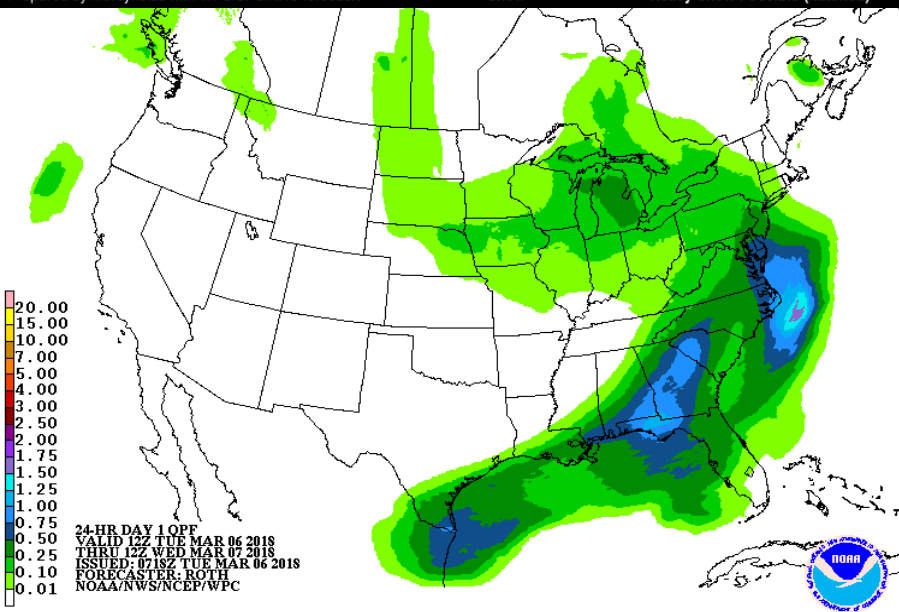 20.00
15.00
10.00
7.00
5.00
4.00
3.00
2.50
2.00
1.75
1.50
1.25
1.00
0.75
0.50
0.25
0.10
0.01
24-HR DAY 1 QPF
VALID 12Z TUE MAR 06 2018
THRU 12Z WED MAR 07 2018
ISSUED: 0718Z TUE MAR 06 2018
FORECASTER: ROTH
NOAA/NWS/NCEP/WPC
NOAA